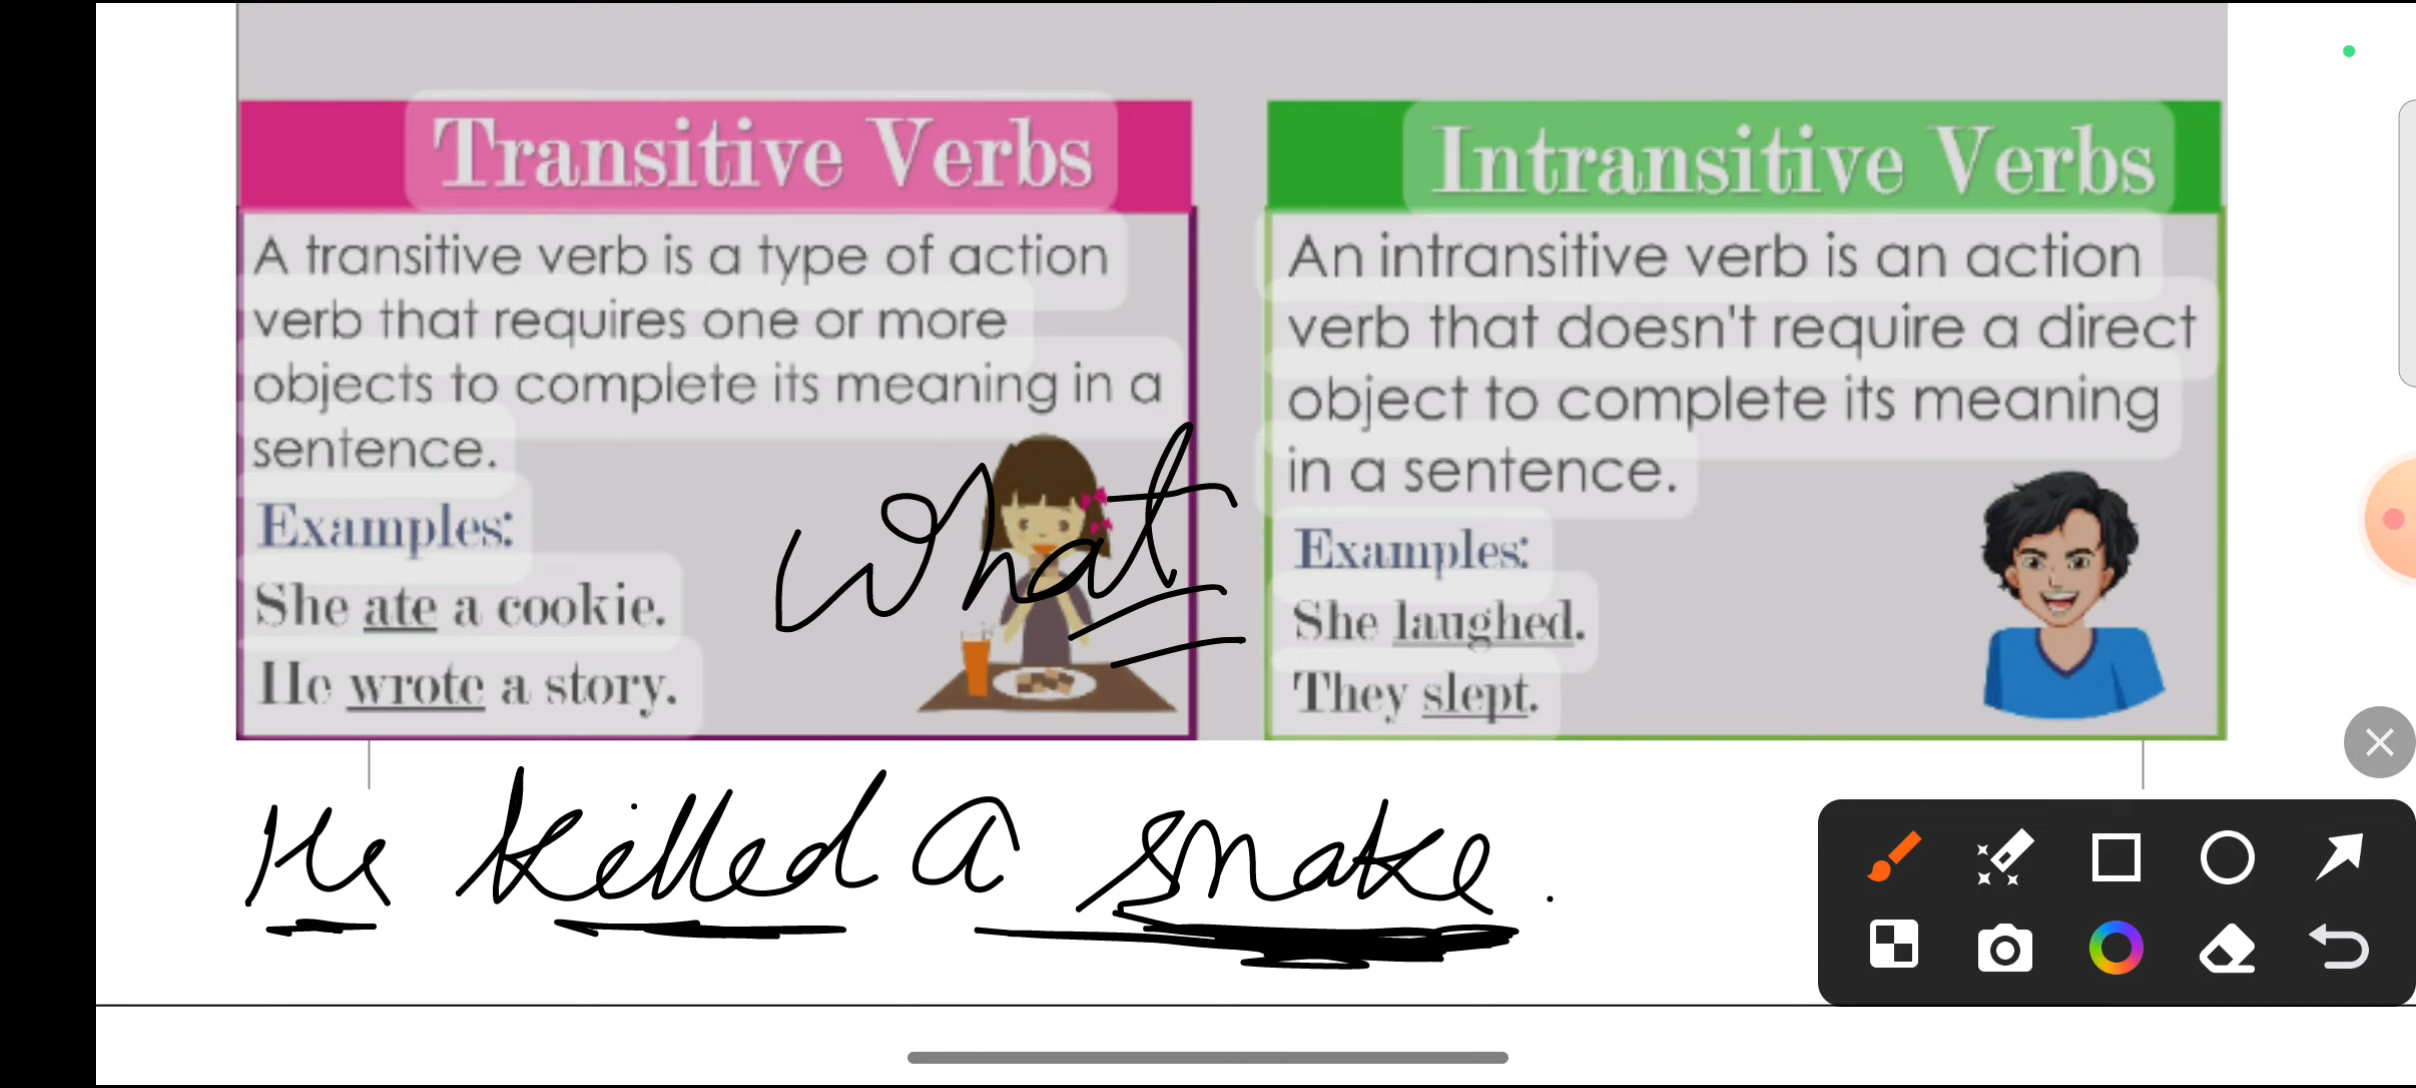 Transitive Verbs
A transitive verb is a type of action
verb that requires one or more
objects to complete its meaning in a
sentence.
Examples:
She ate a cookie.
He wrote a story.
what
Intransitive Verbs
An intransitive verb is an action
verb that doesn't require a direct
object to complete its meaning
in a sentence.
Examples:
She laughed.
They slept.
He killed a snake.